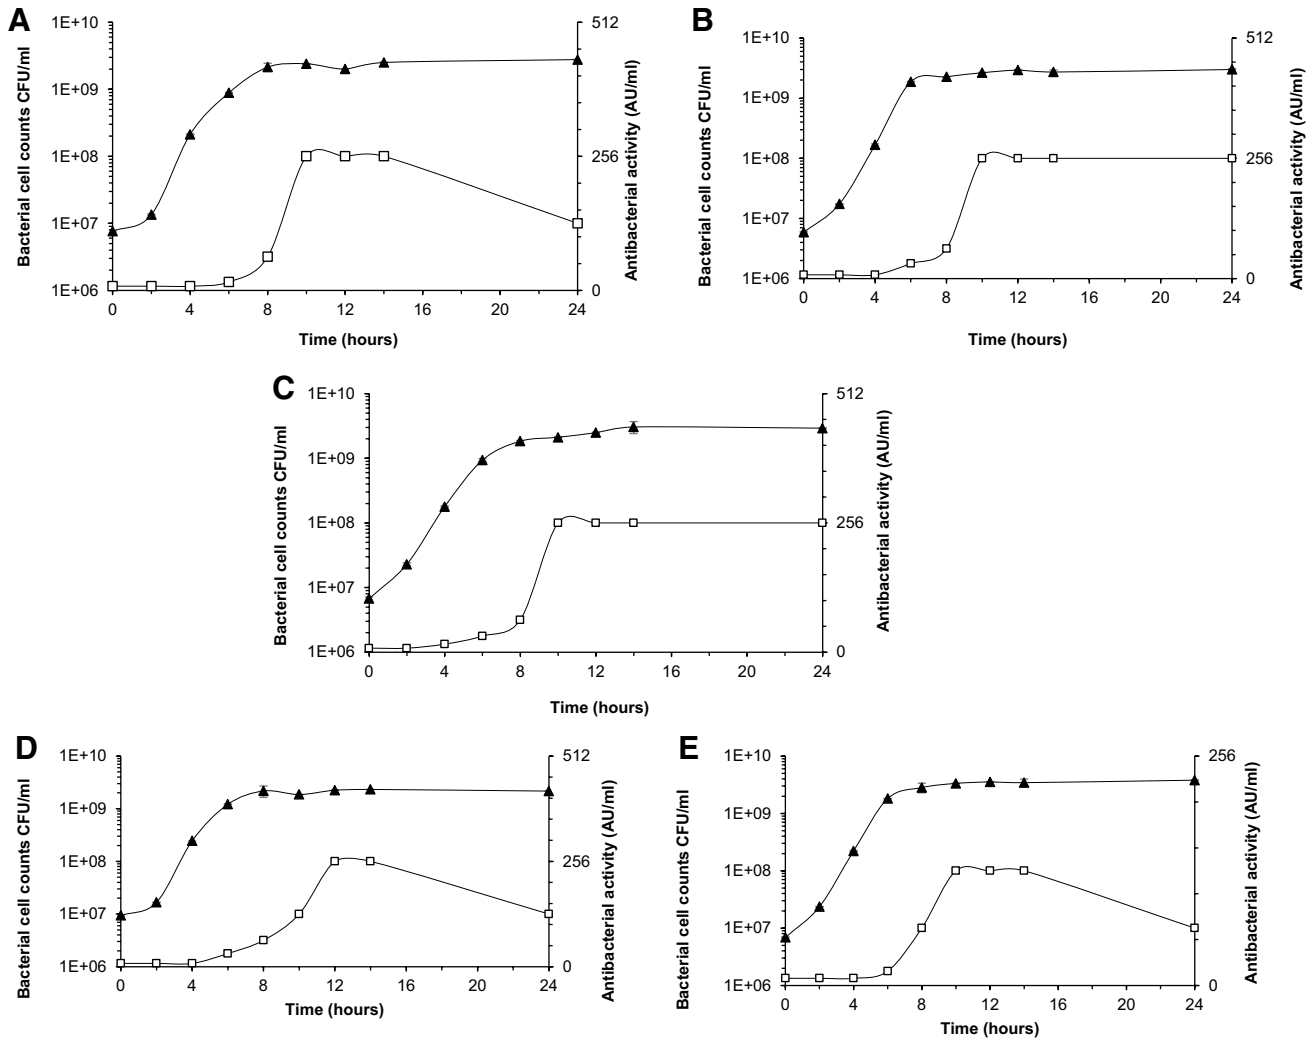 A
Bacterial cell counts CFU/ml
1E+10
1E+09
1E+08
1E+07
1E+06
512
256
0
Antibacterial activity (AU/ml)
0 4 8 12 16 20 24
Time (hours)
B
Bacterial cell counts CFU/ml
1E+10
1E+09
1E+08
1E+07
1E+06
512
256
0
Antibacterial activity (AU/ml)
0 4 8 12 16 20 24
Time (hours)
C
Bacterial cell counts CFU/ml
1E+10
1E+09
1E+08
1E+07
1E+06
512
256
0
Antibacterial activity (AU/ml)
0 4 8 12 16 20 24
Time (hours)
D
Bacterial cell counts CFU/ml
1E+10
1E+09
1E+08
1E+07
1E+06
512
256
0
Antibacterial activity (AU/ml)
0 4 8 12 16 20 24
Time (hours)
E
Bacterial cell counts CFU/ml
1E+10
1E+09
1E+08
1E+07
1E+06
256
0
Antibacterial activity (AU/ml)
0 4 8 12 16 20 24
Time (hours)